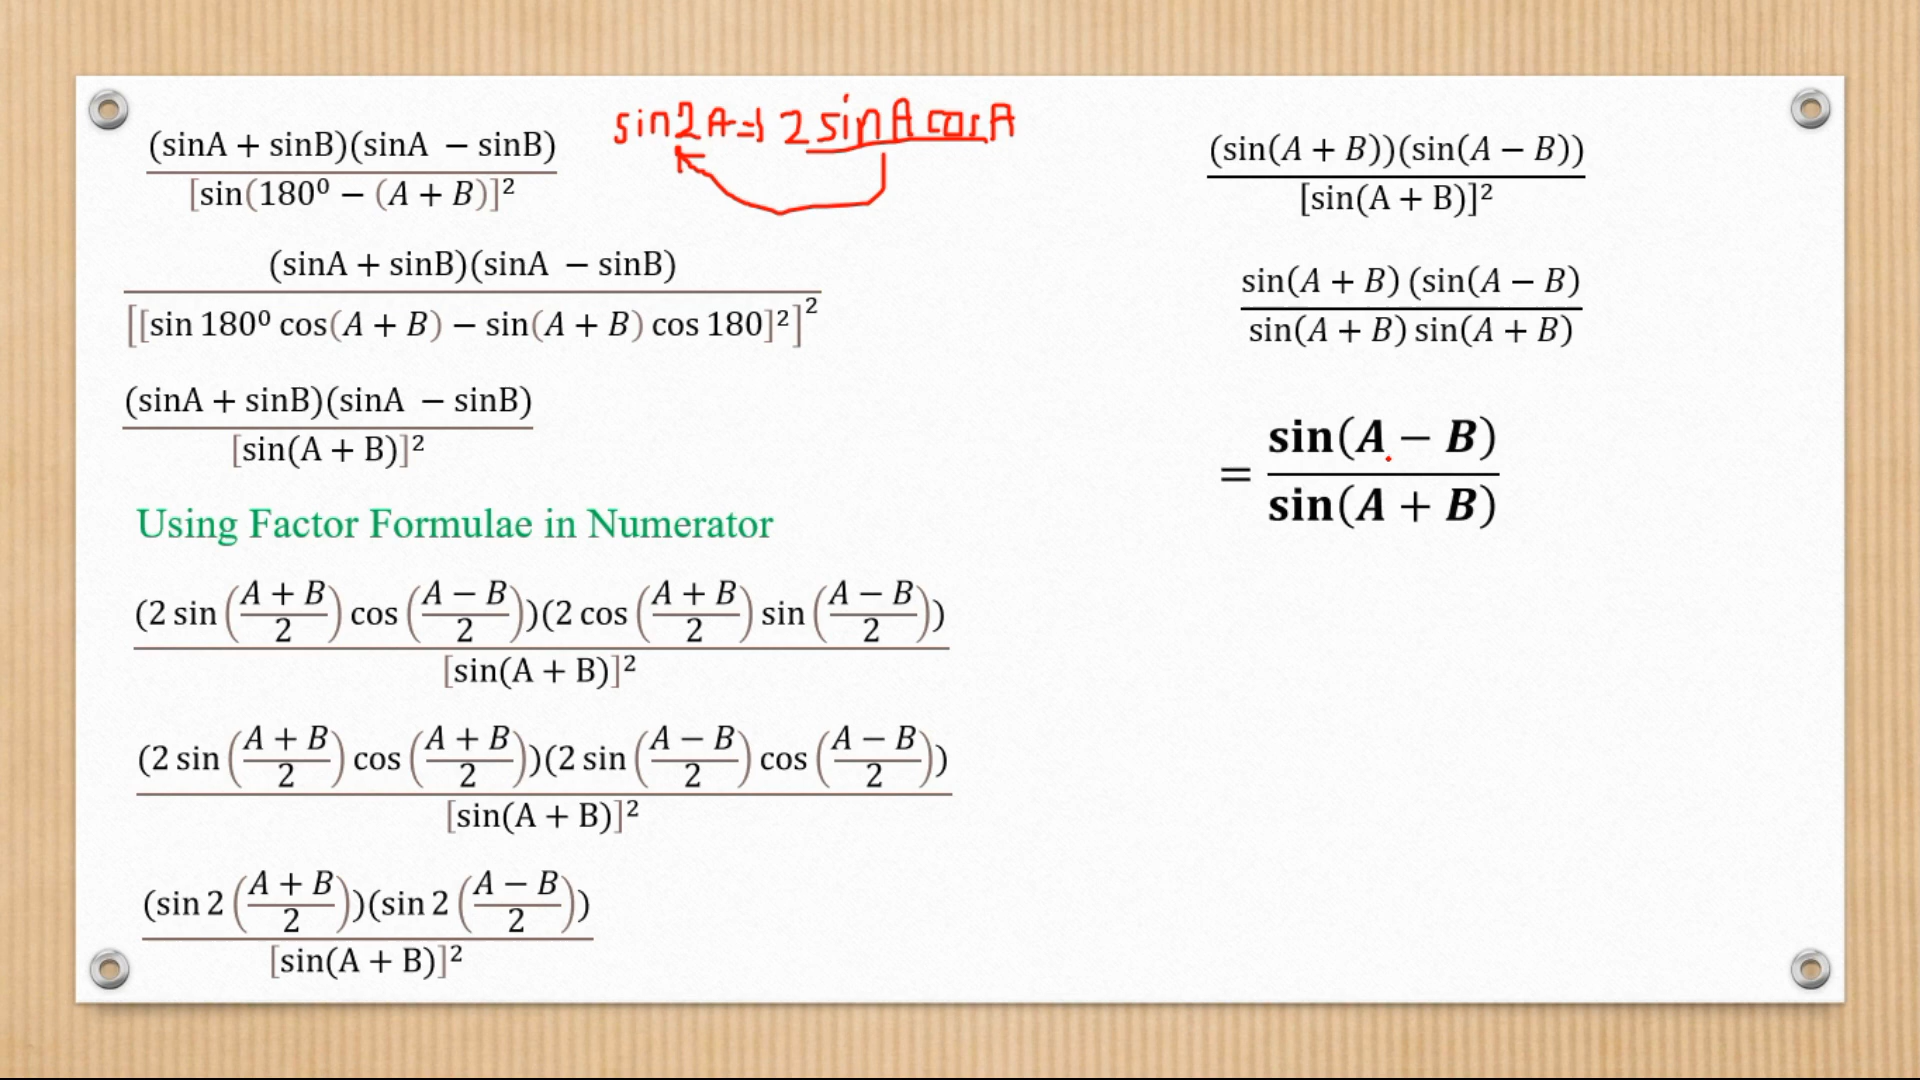 (sinA + sinB)(sinA − sinB)
[sin(180⁰ − (A + B)]²
sin2A=) 2 sinA cosA
(sinA + sinB)(sinA − sinB)
[[sin 180⁰ cos(A + B) − sin(A + B) cos 180]²]²
(sinA + sinB)(sinA − sinB)
[sin(A + B)]²
Using Factor Formulae in Numerator
(2 sin ((A + B)/2) cos ((A − B)/2))(2 cos ((A + B)/2) sin ((A − B)/2))
[sin(A + B)]²
(2 sin ((A + B)/2) cos ((A + B)/2))(2 sin ((A − B)/2) cos ((A − B)/2))
[sin(A + B)]²
(sin 2 ((A + B)/2))(sin 2 ((A − B)/2))
[sin(A + B)]²
(sin(A + B))(sin(A − B))
[sin(A + B)]²
sin(A + B) (sin(A − B)
sin(A + B) sin(A + B)
= sin(A − B)
sin(A + B)